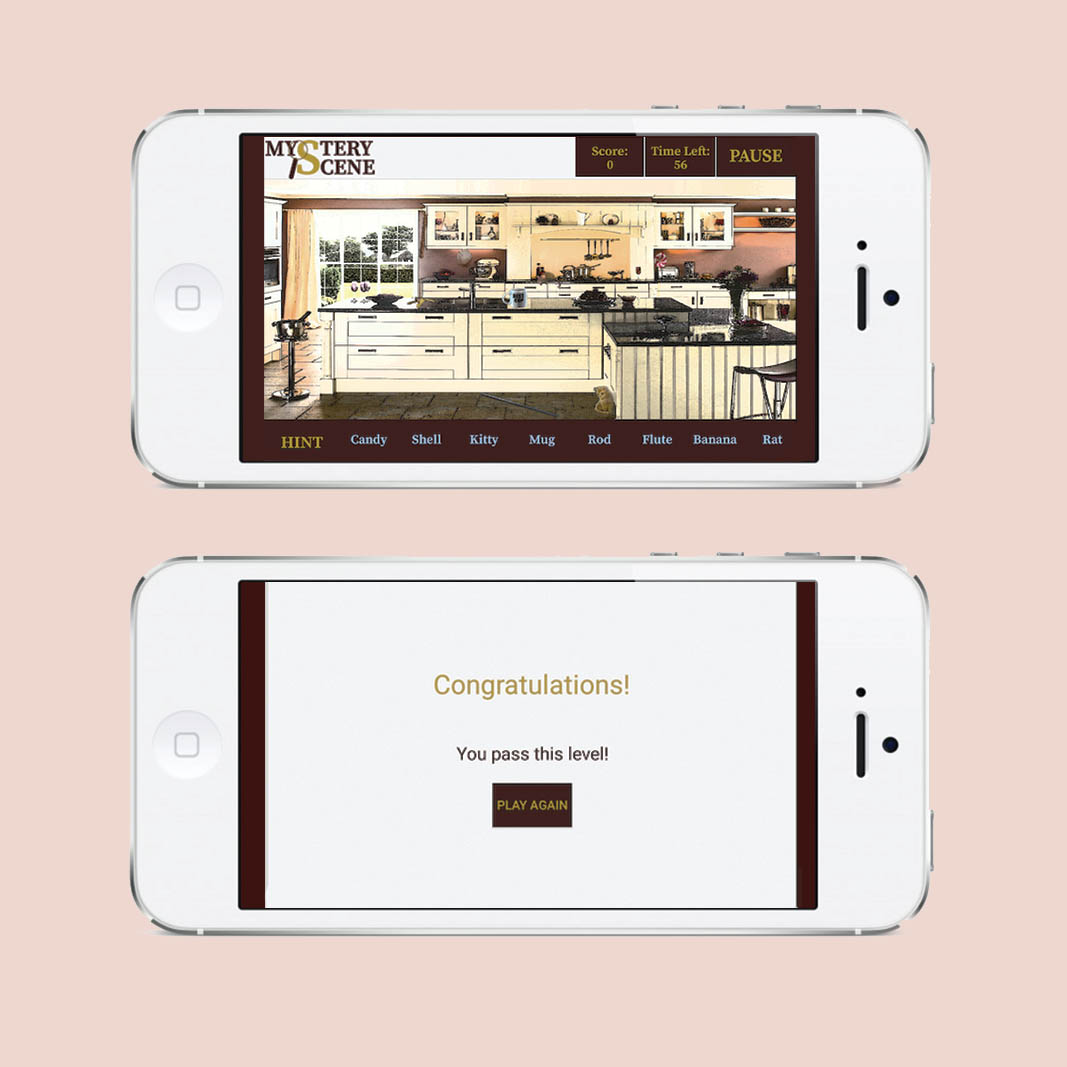 MYSTERY
SCENE
Score:
0
Time Left:
56
PAUSE
HINT
Candy
Shell
Kitty
Mug
Rod
Flute
Banana
Rat
Congratulations!
You pass this level!
PLAY AGAIN